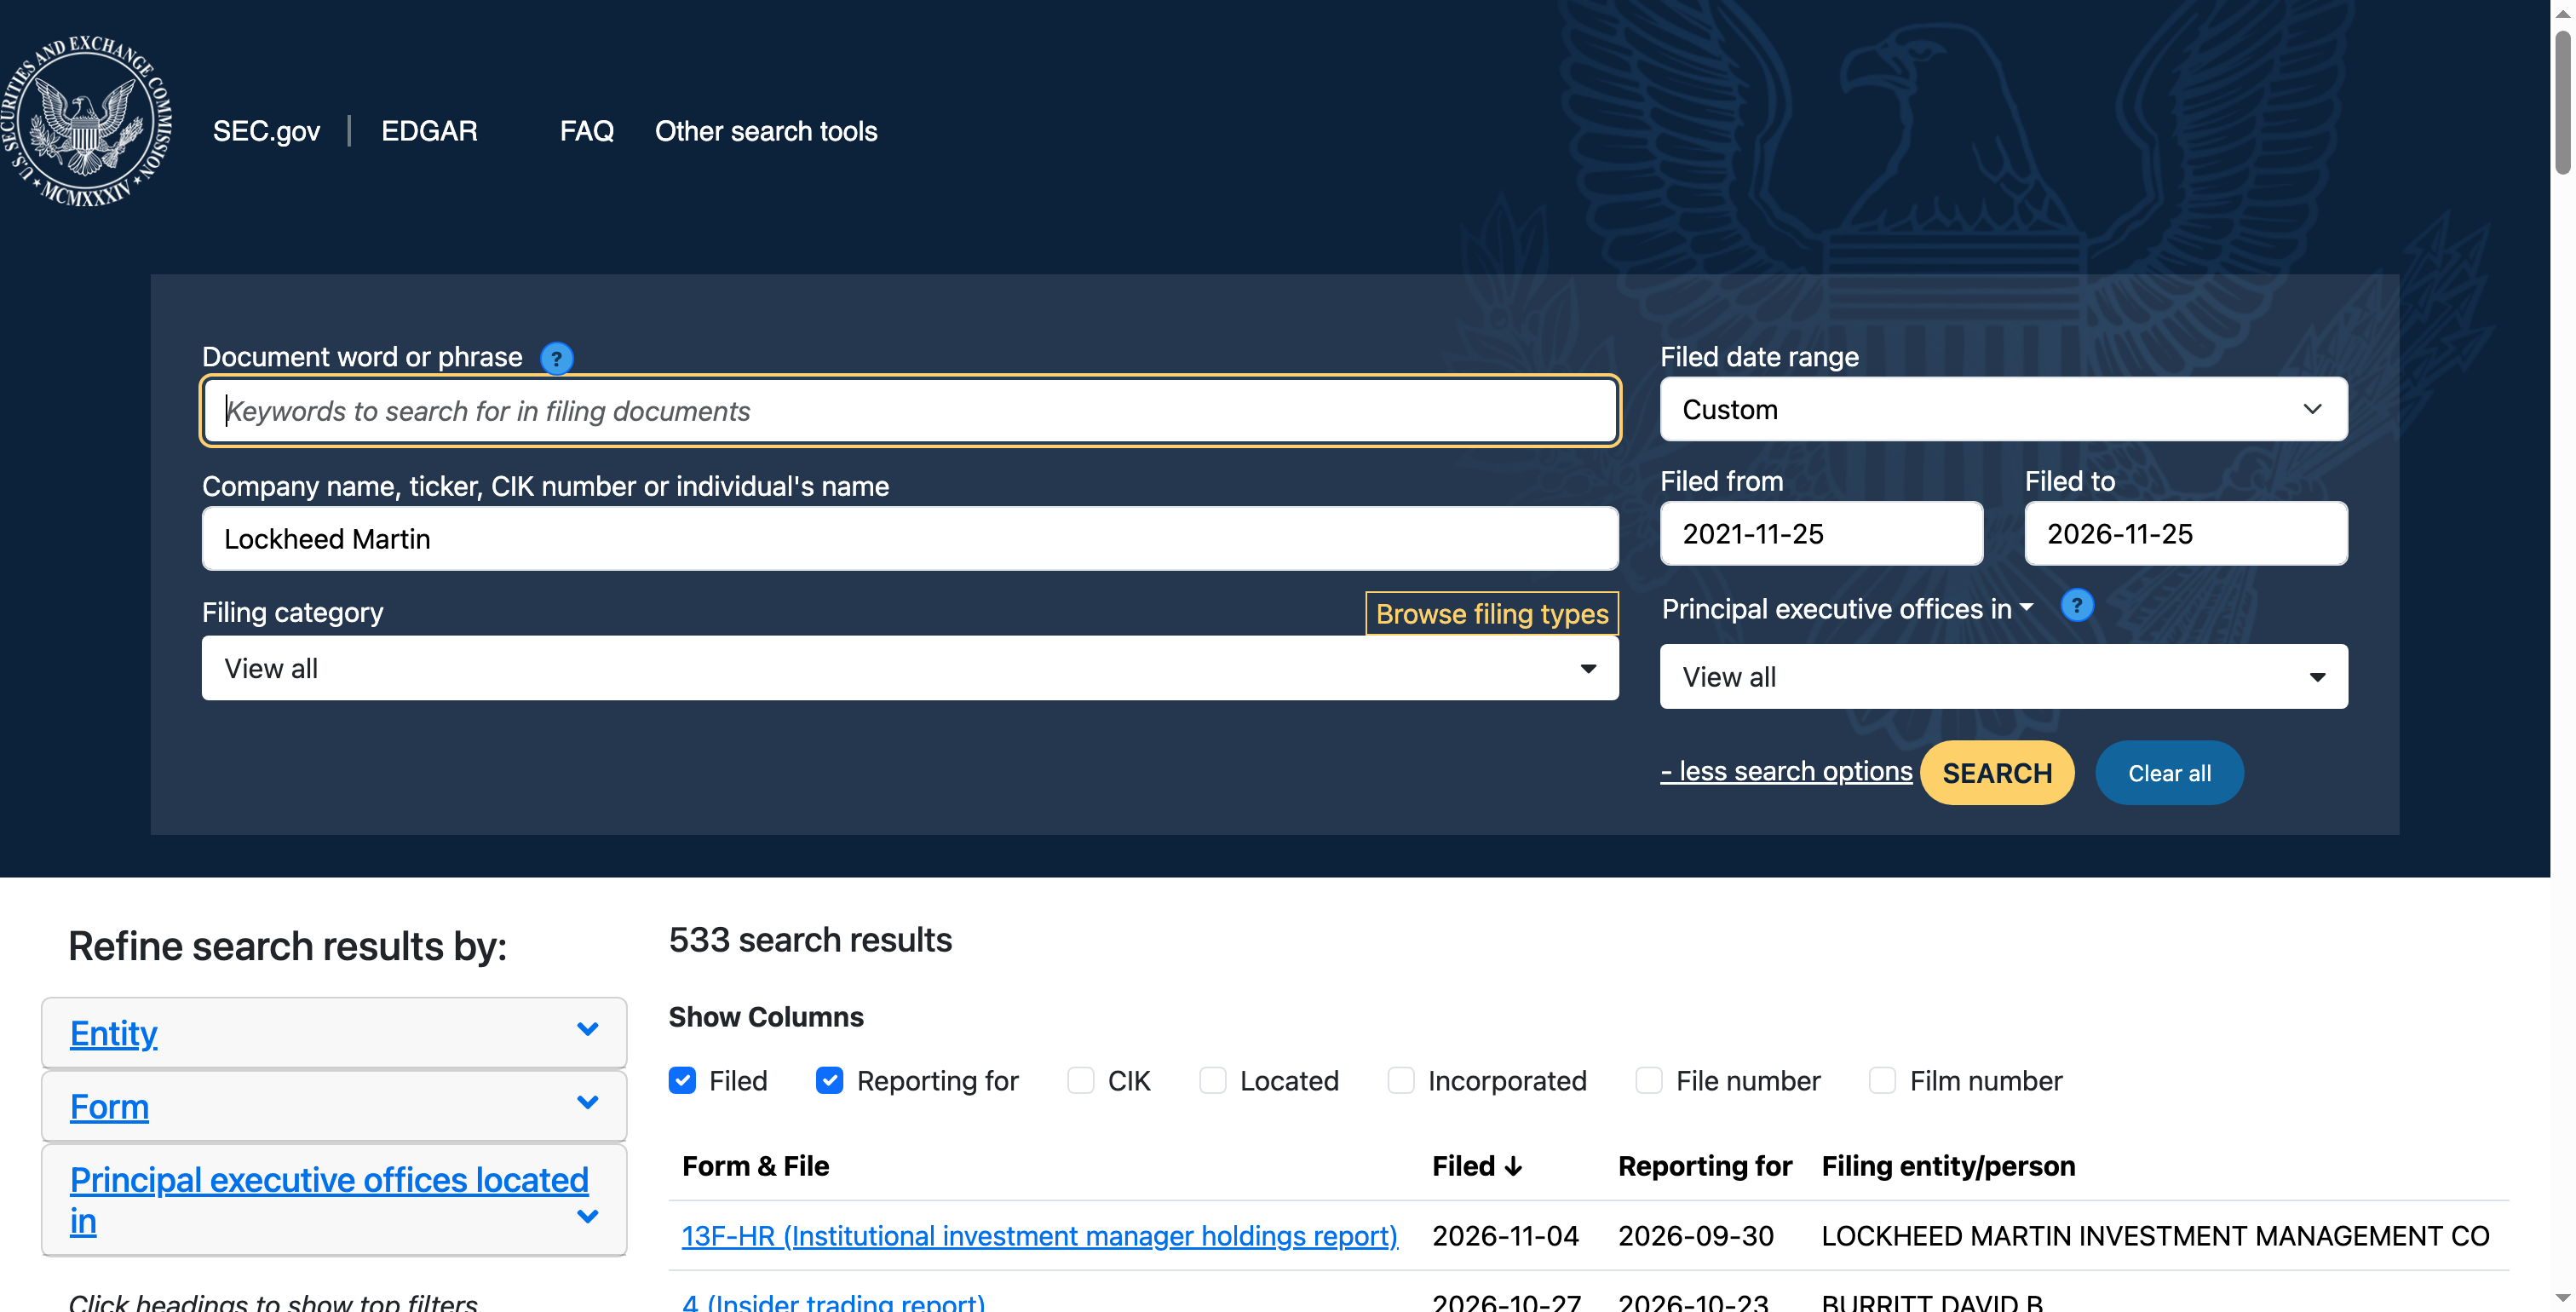 U.S. SECURITIES AND EXCHANGE COMMISSION
MCMXXXIV
SEC.gov | EDGAR FAQ Other search tools
Document word or phrase ?
Keywords to search for in filing documents
Company name, ticker, CIK number or individual's name
Lockheed Martin
Filing category Browse filing types
View all
Filed date range
Custom
Filed from Filed to
2021-11-25 2026-11-25
Principal executive offices in ?
View all
- less search options SEARCH Clear all
Refine search results by:
Entity
Form
Principal executive offices located
in
Click headings to show top filters.
533 search results
Show Columns
Filed Reporting for CIK Located Incorporated File number Film number
Form & File Filed ↓ Reporting for Filing entity/person
13F-HR (Institutional investment manager holdings report) 2026-11-04 2026-09-30 LOCKHEED MARTIN INVESTMENT MANAGEMENT CO
4 (Insider trading report) 2026-10-27 2026-10-23 BURRITT DAVID B